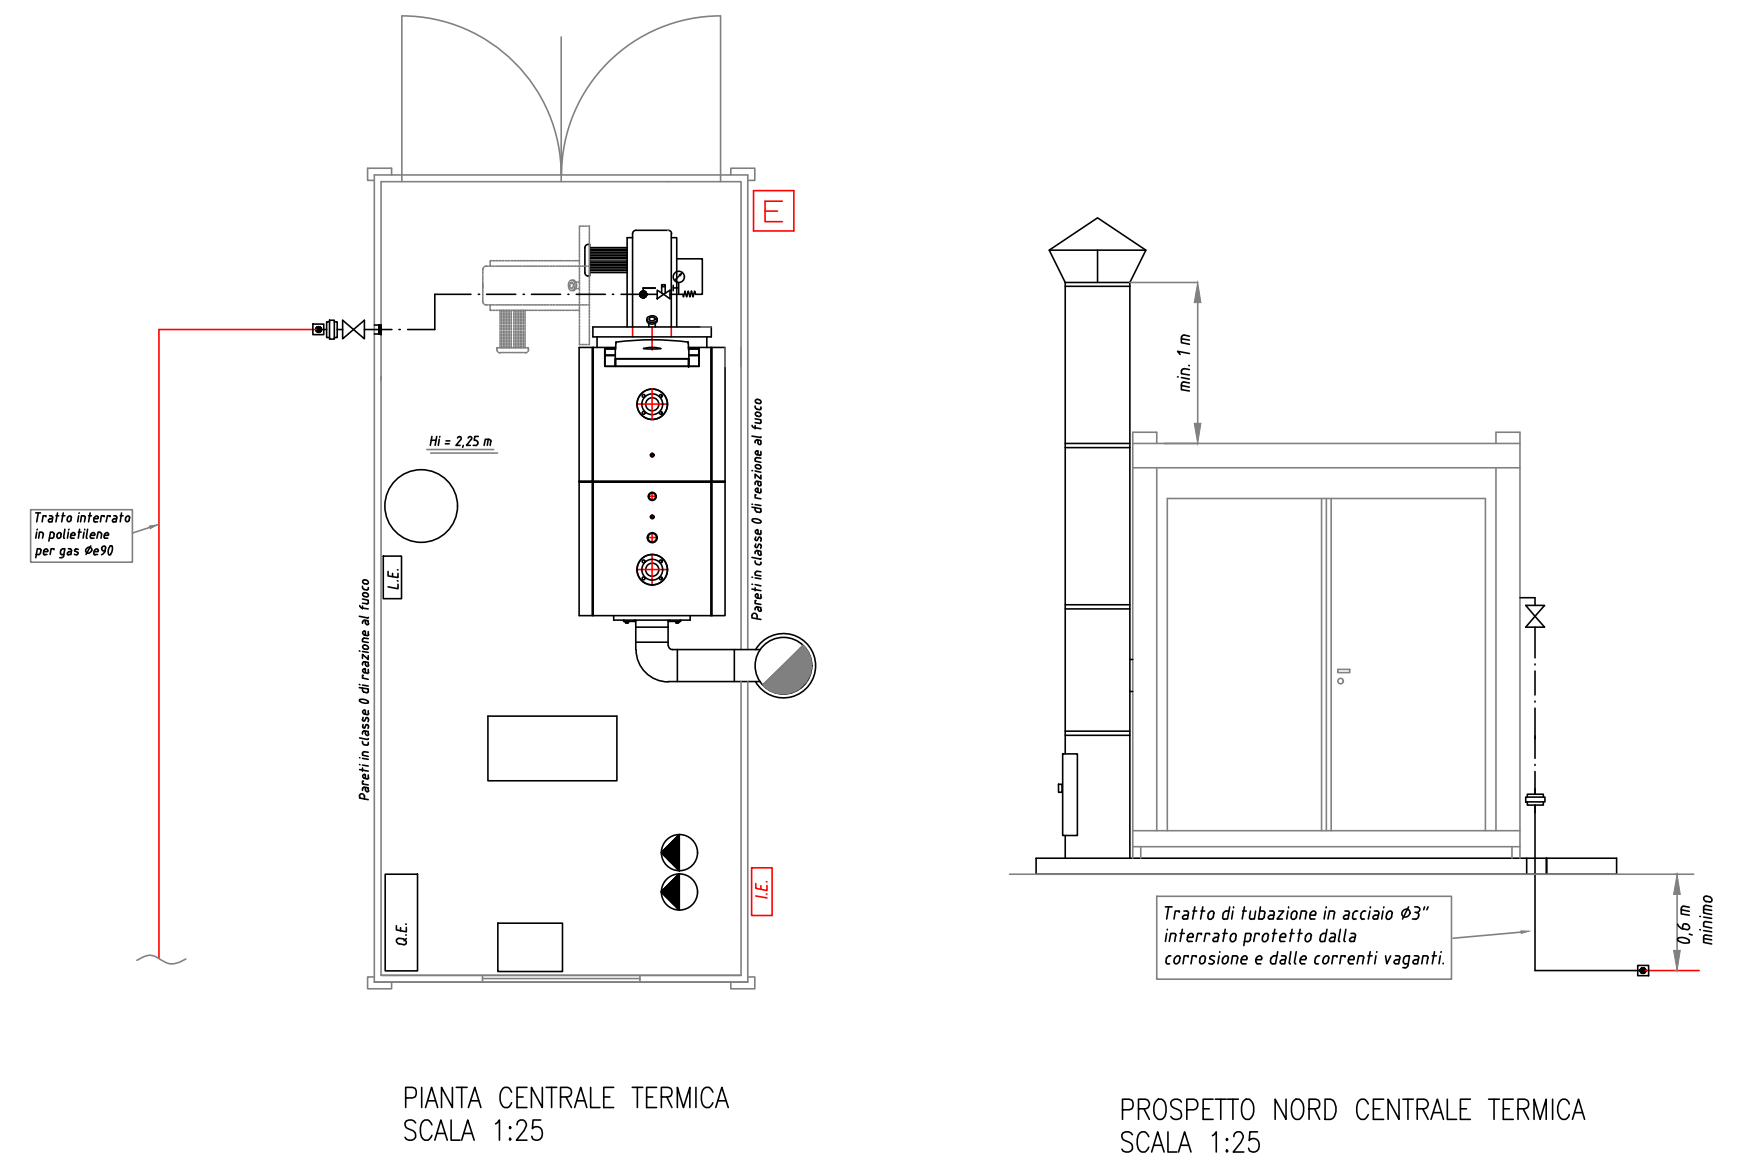 E
min. 1 m
Pareti in classe 0 di reazione al fuoco
Hi = 2,25 m
Tratto interrato
in polietilene
per gas Øe90
L.E.
Pareti in classe 0 di reazione al fuoco
I.E.
Q.E.
Tratto di tubazione in acciaio Ø3"
interrato protetto dalla
corrosione e dalle correnti vaganti.
0,6 m
minimo
PIANTA CENTRALE TERMICA
SCALA 1:25
PROSPETTO NORD CENTRALE TERMICA
SCALA 1:25